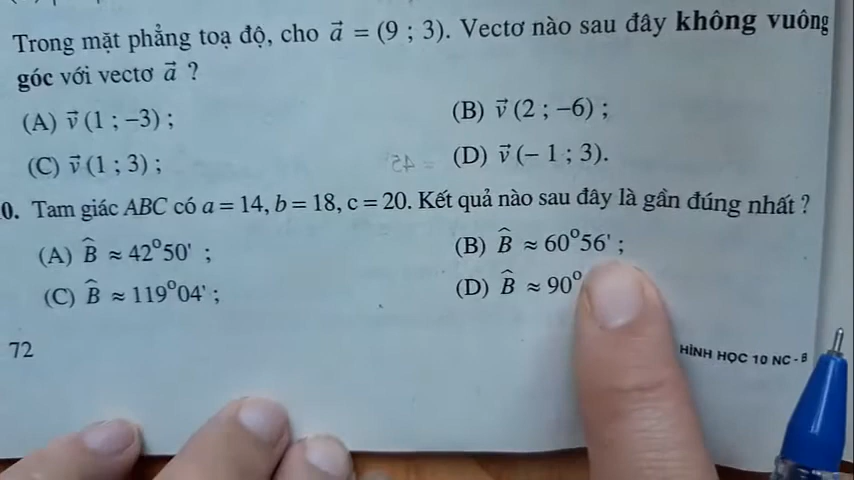 Trong mặt phẳng toạ độ, cho a⃗ = (9 ; 3). Vectơ nào sau đây không vuông
góc với vectơ a⃗ ?
(A) v⃗ (1 ; −3) ; (B) v⃗ (2 ; −6) ;
(C) v⃗ (1 ; 3) ; (D) v⃗ (− 1 ; 3).
0. Tam giác ABC có a = 14, b = 18, c = 20. Kết quả nào sau đây là gần đúng nhất ?
(A) B̂ ≈ 42°50' ; (B) B̂ ≈ 60°56' ;
(C) B̂ ≈ 119°04' ; (D) B̂ ≈ 90°
72
HÌNH HỌC 10 NC - B